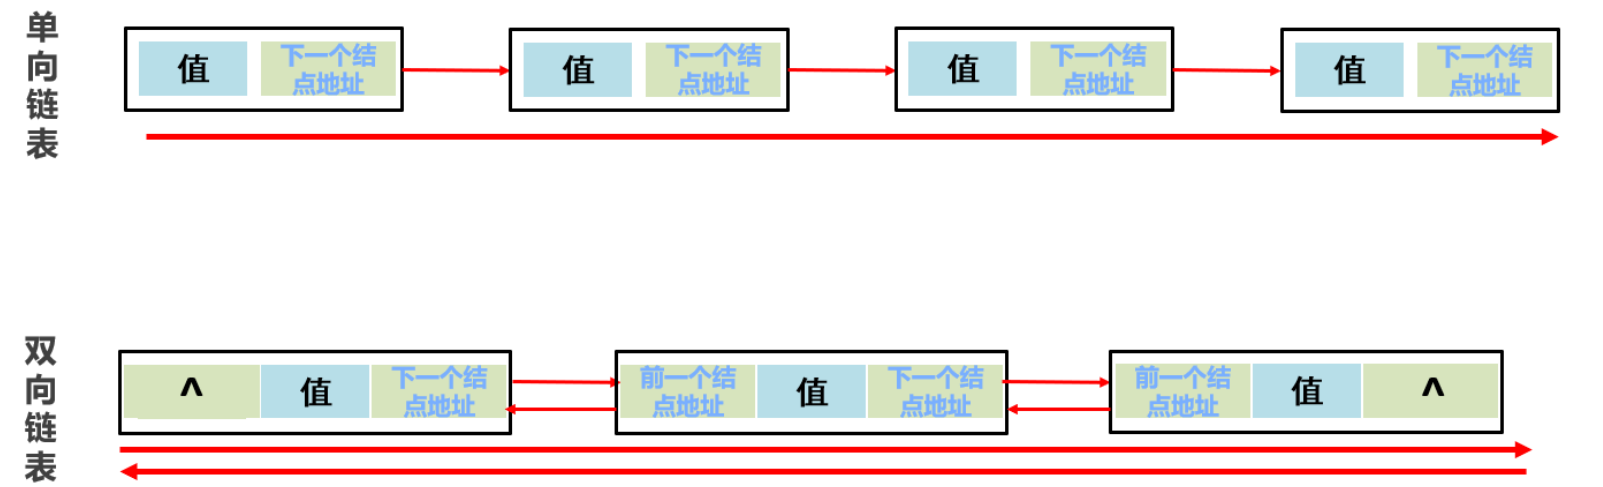 单向链表
值
下一个结
点地址
值
下一个结
点地址
值
下一个结
点地址
值
下一个结
点地址
双向链表
^
值
下一个结
点地址
前一个结
点地址
值
下一个结
点地址
前一个结
点地址
值
^